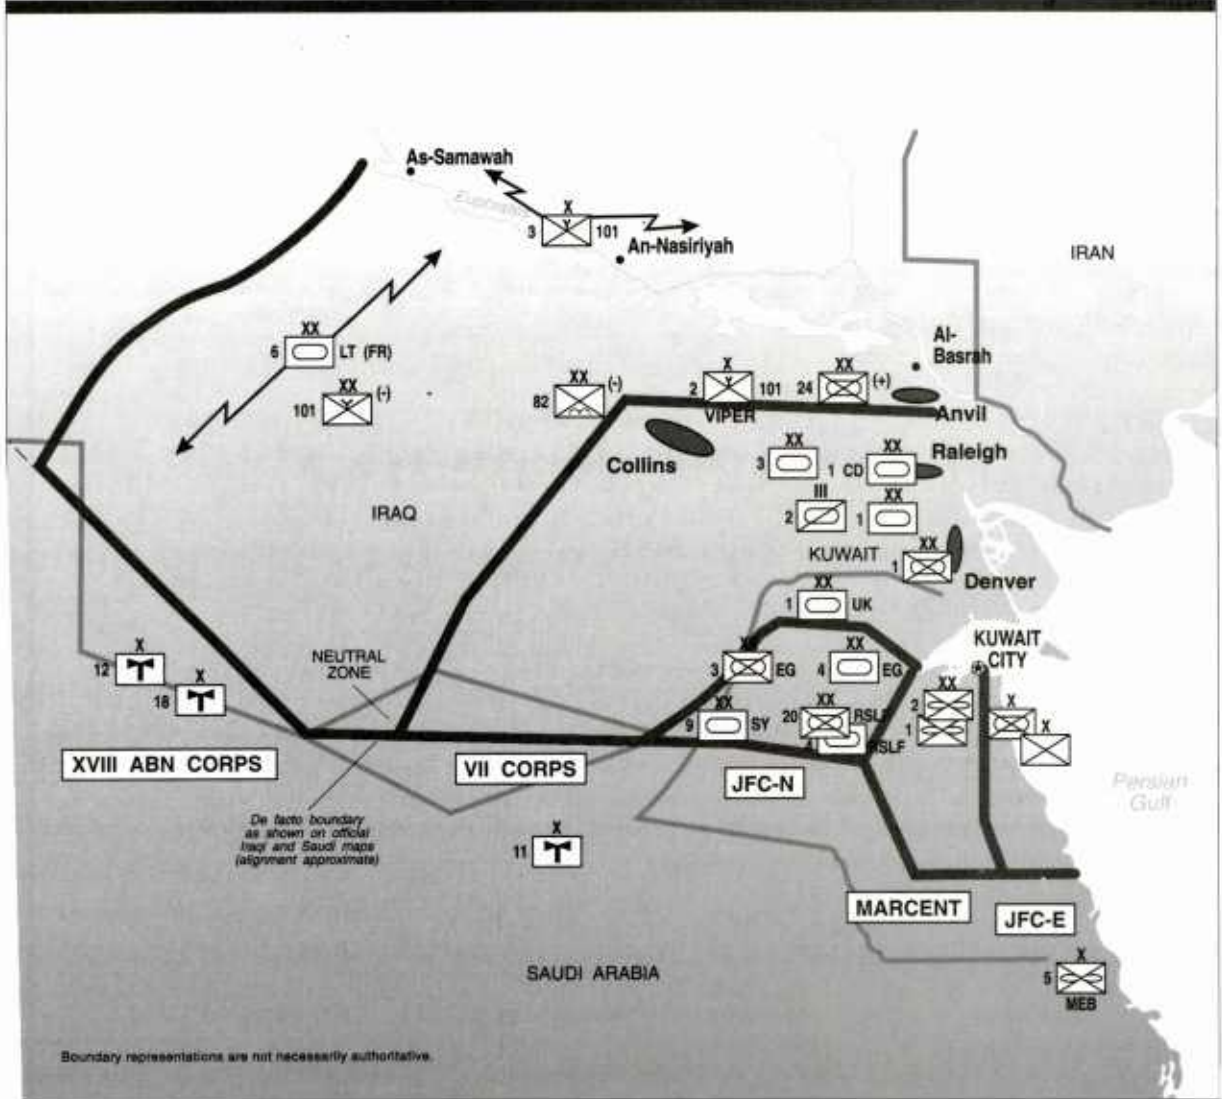 As-Samawah
Euphrates
X
3 101
An-Nasiriyah
IRAN
XX
6 LT (FR)
XX
101 (-)
Al-
Basrah
XX
82 (-)
X
2 101
VIPER
XX
24 (+)
Anvil
Collins
XX
3
XX
1 CD
Raleigh
III
2
XX
1
IRAQ
KUWAIT
XX
1
Denver
XX
1 UK
KUWAIT
CITY
NEUTRAL
ZONE
XX
3 EG
XX
4 EG
X
12
X
18
XX
9 SY
XX
20 RSLF
4 RSLF
XX
2
1
X
X
XVIII ABN CORPS
VII CORPS
JFC-N
Persian
Gulf
De facto boundary
as shown on official
Iraqi and Saudi maps
(alignment approximate)
X
11
MARCENT
JFC-E
SAUDI ARABIA
X
5
MEB
Boundary representations are not necessarily authoritative.